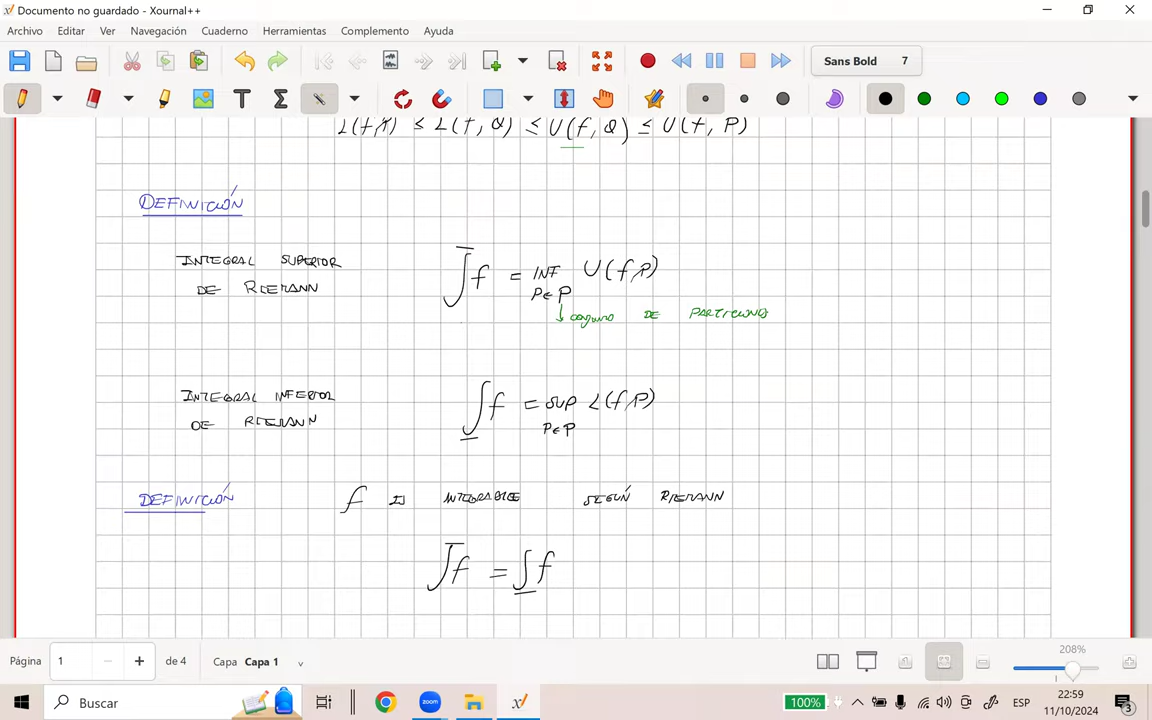 Documento no guardado - Xournal++
Archivo Editar Ver Navegación Cuaderno Herramientas Complemento Ayuda
Sans Bold 7
L(f,P) ≤ L(f, Q) ≤ U(f, Q) ≤ U(f, P)
DEFINICIÓN
INTEGRAL SUPERIOR
DE RIEMANN
∫̅ f = INF U(f,P)
P∈P
↓ CONJUNTO DE PARTICIONES
INTEGRAL INFERIOR
DE RIEMANN
∫̲ f = SUP L(f,P)
P∈P
DEFINICIÓN f ES INTEGRABLE SEGÚN RIEMANN
∫̅ f = ∫̲ f
Página 1 de 4 Capa Capa 1 208%
Buscar zoom 100% ESP 22:59
11/10/2024 3